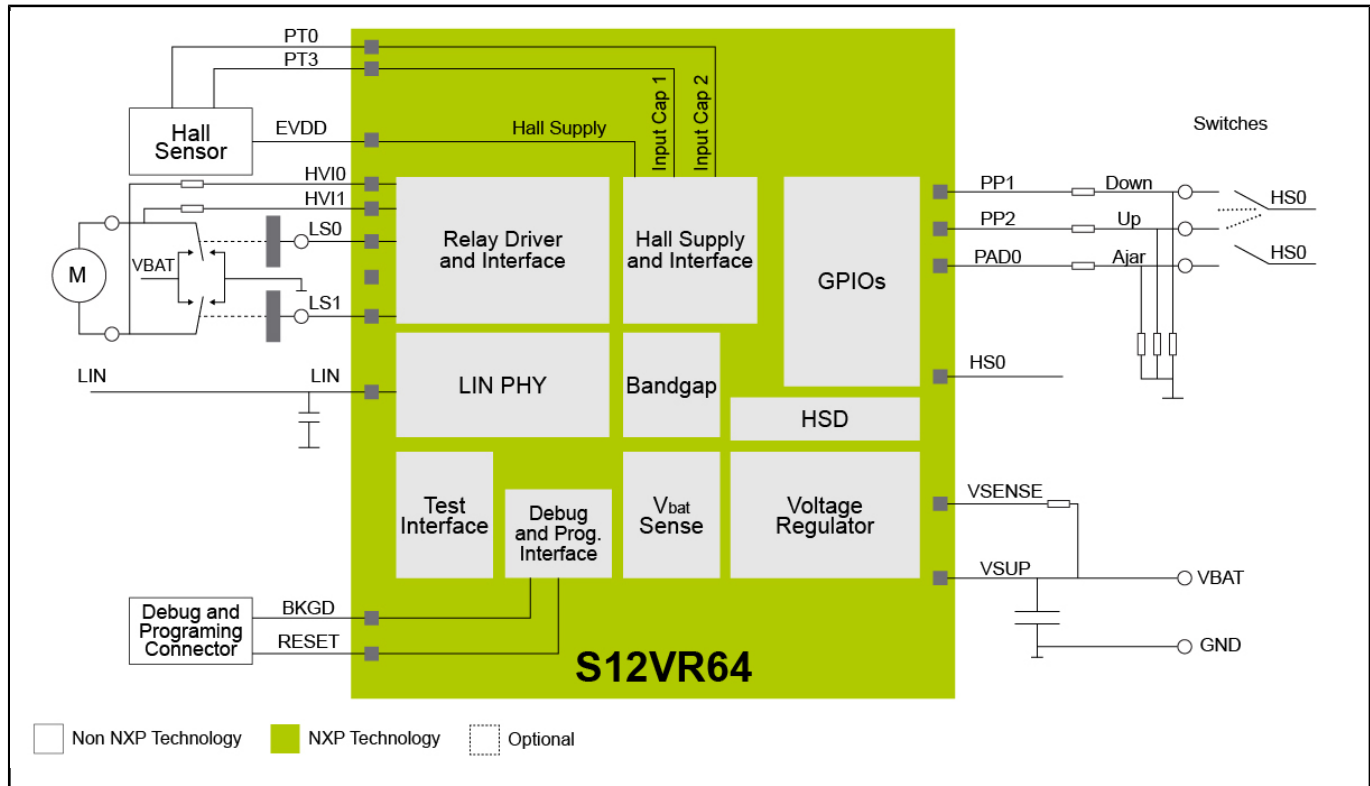 PT0
PT3
Input Cap 1
Input Cap 2
Hall
Sensor
EVDD
Hall Supply
Switches
HVI0
HVI1
LS0
VBAT
M
LS1
Relay Driver
and Interface
Hall Supply
and Interface
GPIOs
PP1
Down
HS0
PP2
Up
PAD0
Ajar
HS0
LIN
LIN
LIN PHY
Bandgap
HS0
HSD
Test
Interface
Debug
and Prog.
Interface
Vbat
Sense
Voltage
Regulator
VSENSE
VSUP
VBAT
GND
Debug and
Programing
Connector
BKGD
RESET
S12VR64
Non NXP Technology
NXP Technology
Optional